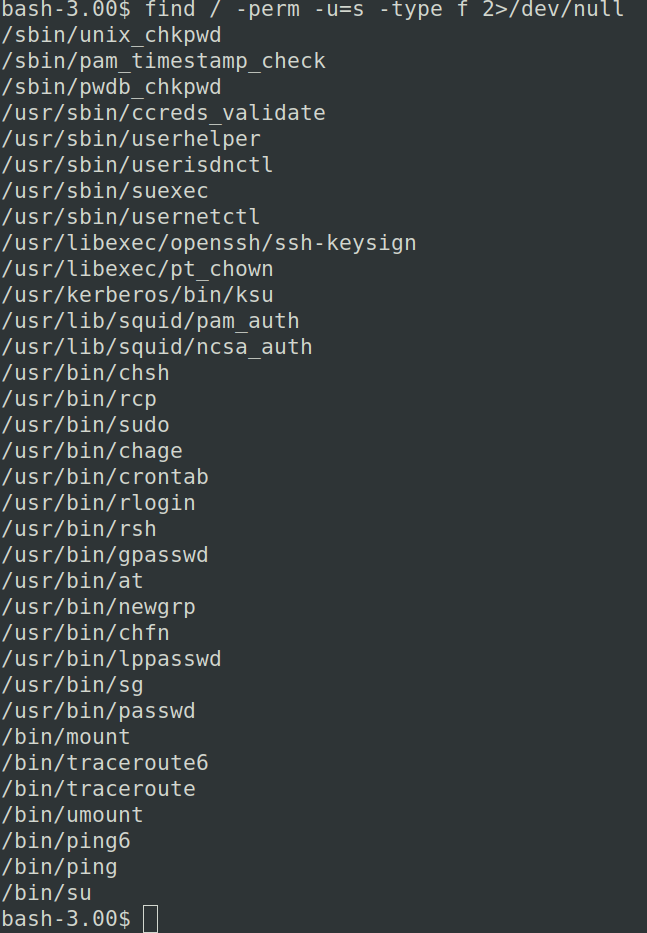 bash-3.00$ find / -perm -u=s -type f 2>/dev/null
/sbin/unix_chkpwd
/sbin/pam_timestamp_check
/sbin/pwdb_chkpwd
/usr/sbin/ccreds_validate
/usr/sbin/userhelper
/usr/sbin/userisdnctl
/usr/sbin/suexec
/usr/sbin/usernetctl
/usr/libexec/openssh/ssh-keysign
/usr/libexec/pt_chown
/usr/kerberos/bin/ksu
/usr/lib/squid/pam_auth
/usr/lib/squid/ncsa_auth
/usr/bin/chsh
/usr/bin/rcp
/usr/bin/sudo
/usr/bin/chage
/usr/bin/crontab
/usr/bin/rlogin
/usr/bin/rsh
/usr/bin/gpasswd
/usr/bin/at
/usr/bin/newgrp
/usr/bin/chfn
/usr/bin/lppasswd
/usr/bin/sg
/usr/bin/passwd
/bin/mount
/bin/traceroute6
/bin/traceroute
/bin/umount
/bin/ping6
/bin/ping
/bin/su
bash-3.00$